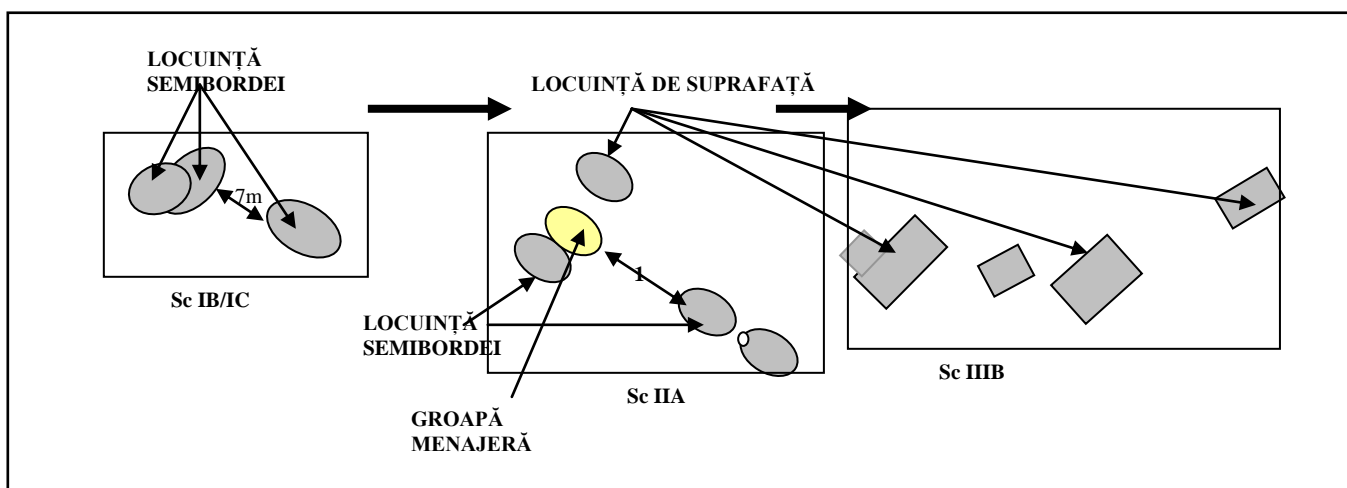 LOCUINȚĂ
SEMIBORDEI
LOCUINȚĂ DE SUPRAFAȚĂ
7m
Sc IB/IC
1
LOCUINȚĂ
SEMIBORDEI
Sc IIA
Sc IIIB
GROAPĂ
MENAJERĂ